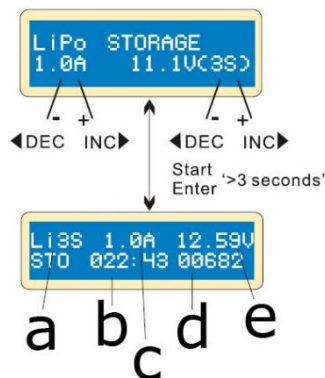 LiPo STORAGE
1.0A 11.1V(3S)
- + - +
◀DEC INC▶ ◀DEC INC▶
Start
Enter '>3 seconds'
Li3S 1.0A 12.59V
STO 022:43 00682
a b c d e